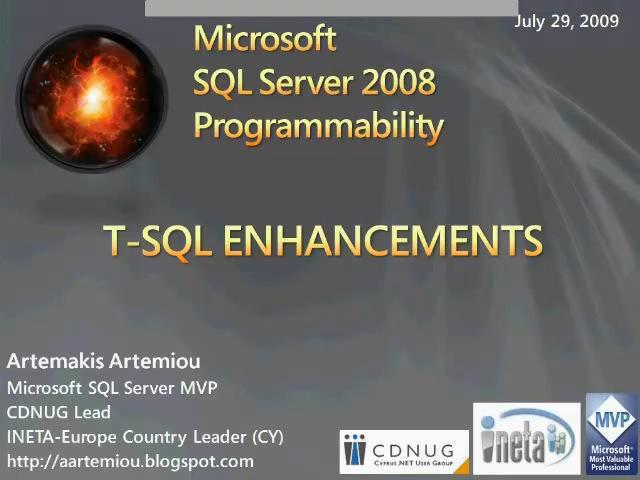 July 29, 2009
Microsoft
SQL Server 2008
Programmability
T-SQL ENHANCEMENTS
Artemakis Artemiou
Microsoft SQL Server MVP
CDNUG Lead
INETA-Europe Country Leader (CY)
http://aartemiou.blogspot.com
CDNUG
CYPRUS .NET USER GROUP
ineta
MVP
Microsoft
Most Valuable
Professional